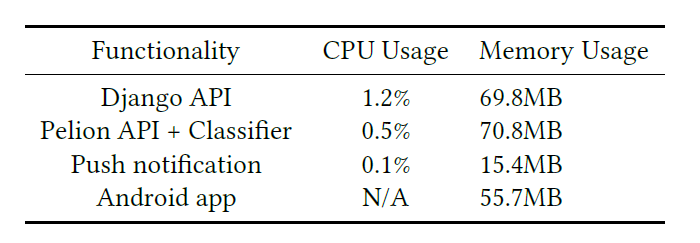 Functionality CPU Usage Memory Usage
Django API 1.2% 69.8MB
Pelion API + Classifier 0.5% 70.8MB
Push notification 0.1% 15.4MB
Android app N/A 55.7MB